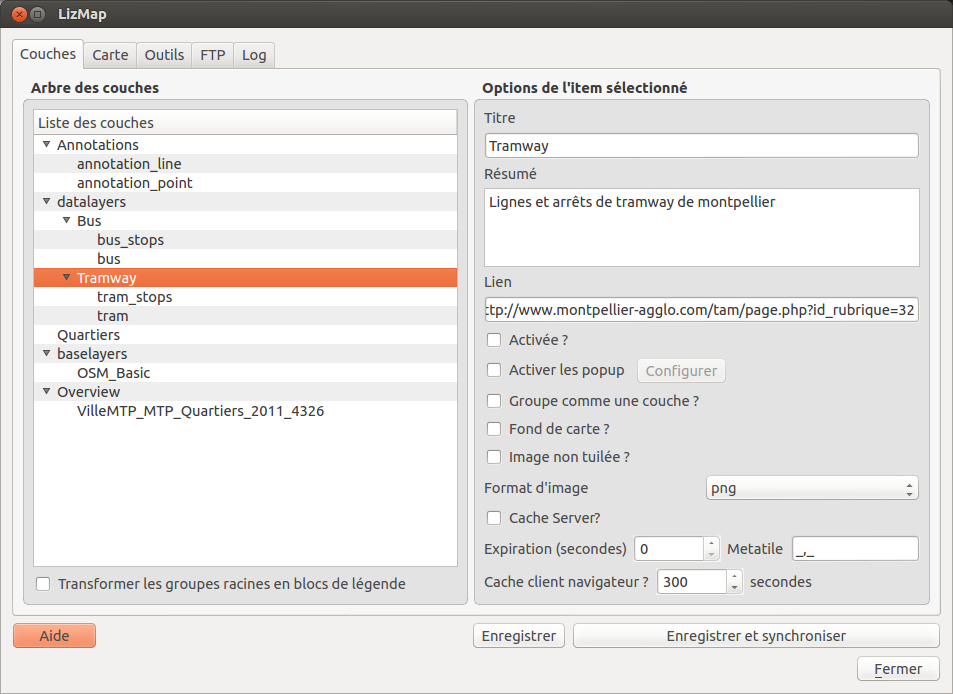 LizMap
Couches Carte Outils FTP Log
Arbre des couches
Liste des couches
Annotations
annotation_line
annotation_point
datalayers
Bus
bus_stops
bus
Tramway
tram_stops
tram
Quartiers
baselayers
OSM_Basic
Overview
VilleMTP_MTP_Quartiers_2011_4326
Transformer les groupes racines en blocs de légende
Options de l'item sélectionné
Titre
Tramway
Résumé
Lignes et arrêts de tramway de montpellier
Lien
ttp://www.montpellier-agglo.com/tam/page.php?id_rubrique=32
Activée ?
Activer les popup Configurer
Groupe comme une couche ?
Fond de carte ?
Image non tuilée ?
Format d'image png
Cache Server?
Expiration (secondes) 0 Metatile _,_
Cache client navigateur ? 300 secondes
Aide Enregistrer Enregistrer et synchroniser
Fermer